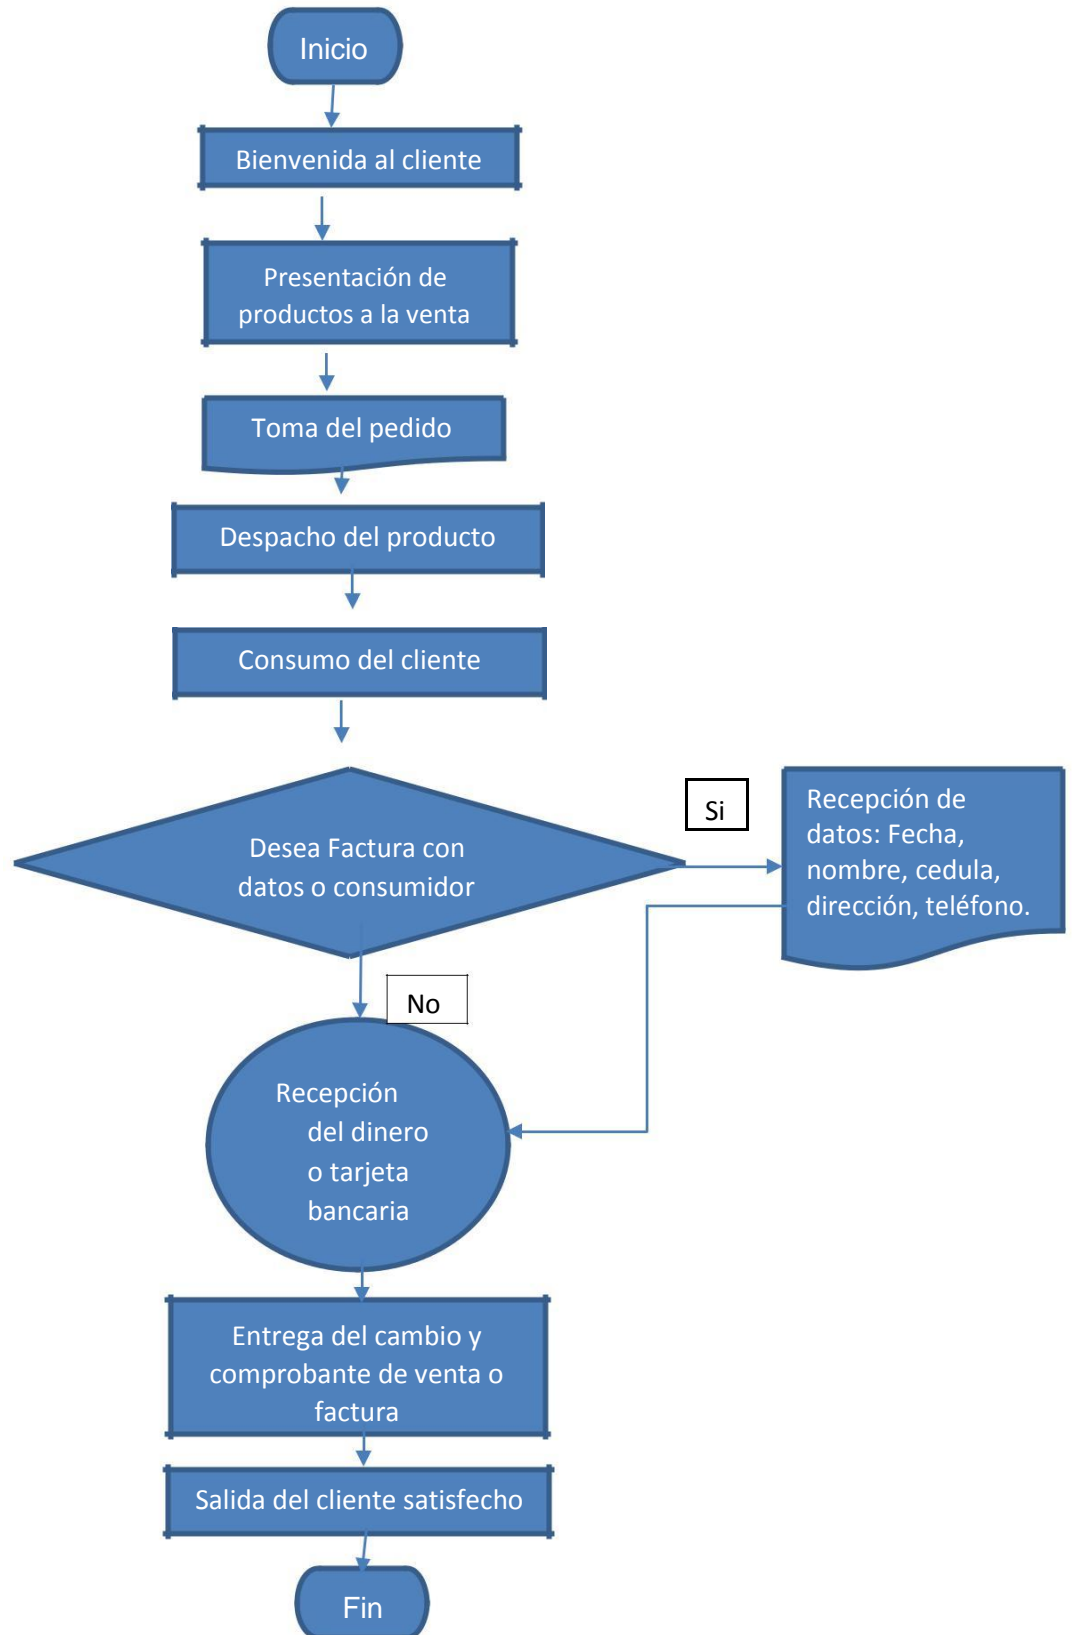 Inicio
Bienvenida al cliente
Presentación de
productos a la venta
Toma del pedido
Despacho del producto
Consumo del cliente
Desea Factura con
datos o consumidor
Si
Recepción de
datos: Fecha,
nombre, cedula,
dirección, teléfono.
No
Recepción
del dinero
o tarjeta
bancaria
Entrega del cambio y
comprobante de venta o
factura
Salida del cliente satisfecho
Fin